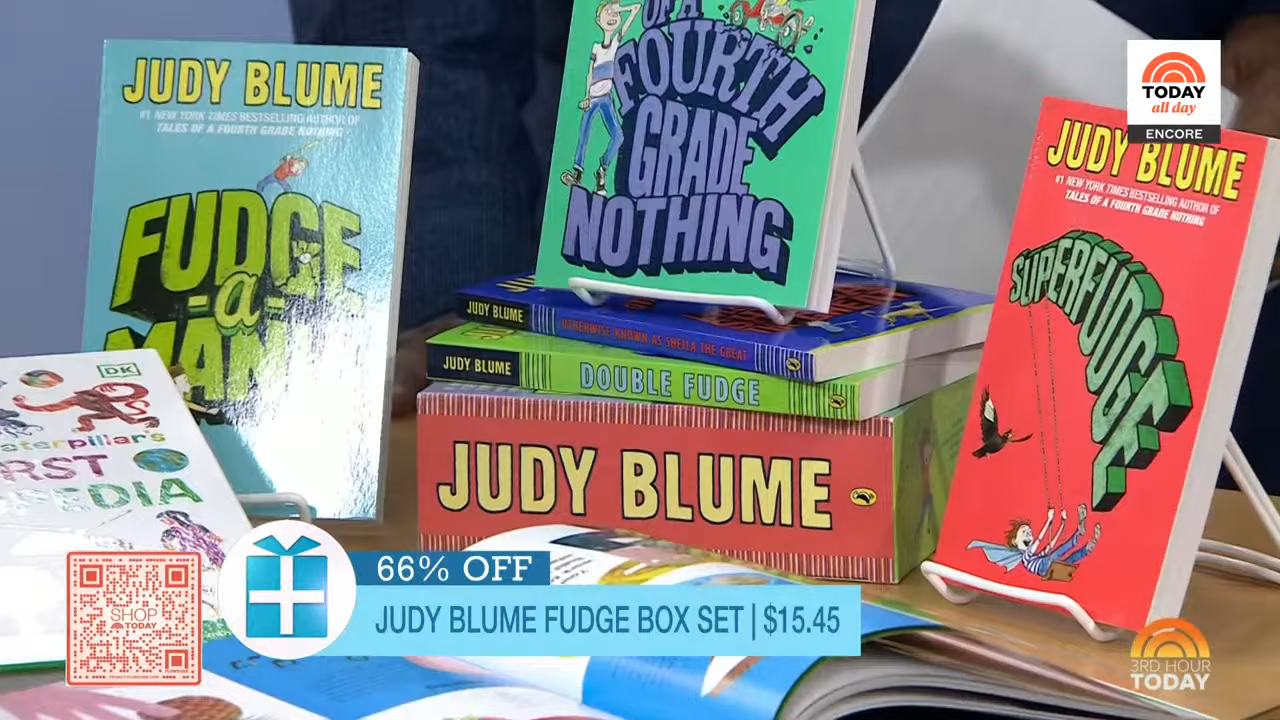 JUDY BLUME
#1 NEW YORK TIMES BESTSELLING AUTHOR OF
TALES OF A FOURTH GRADE NOTHING
FUDGE
-a-
MAN
OF A
FOURTH
GRADE
NOTHING
TODAY
all day
ENCORE
JUDY BLUME
#1 NEW YORK TIMES BESTSELLING AUTHOR OF
TALES OF A FOURTH GRADE NOTHING
SUPERFUDGE
JUDY BLUME OTHERWISE KNOWN AS SHEILA THE GREAT
JUDY BLUME DOUBLE FUDGE
JUDY BLUME
DK
aterpillar's
RST
PEDIA
SHOP
TODAY
66% OFF
JUDY BLUME FUDGE BOX SET | $15.45
3RD HOUR
TODAY